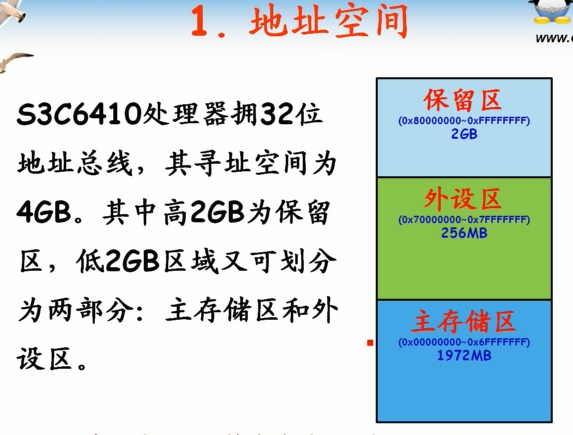 1. 地址空间
www.
S3C6410处理器拥32位
地址总线，其寻址空间为
4GB。其中高2GB为保留
区，低2GB区域又可划分
为两部分：主存储区和外
设区。
保留区
(0x80000000~0xFFFFFFFF)
2GB
外设区
(0x70000000~0x7FFFFFFF)
256MB
主存储区
(0x00000000~0x6FFFFFFF)
1972MB